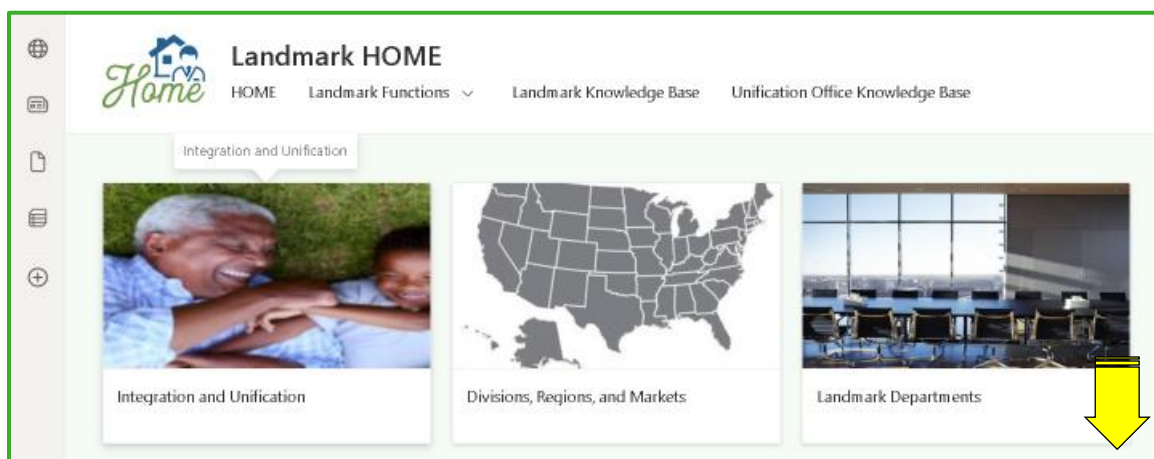 Landmark HOME
Home
HOME Landmark Functions Landmark Knowledge Base Unification Office Knowledge Base
Integration and Unification
Integration and Unification Divisions, Regions, and Markets Landmark Departments